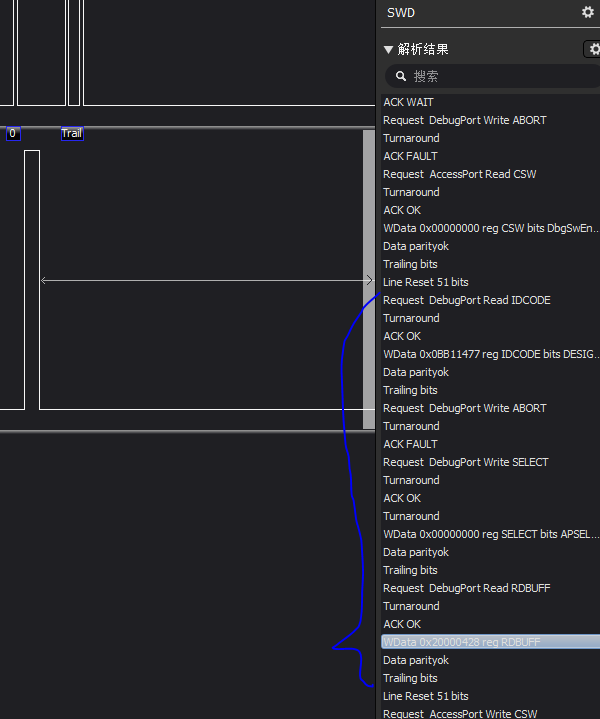 SWD
解析结果
搜索
ACK WAIT
Request DebugPort Write ABORT
Turnaround
ACK FAULT
Request AccessPort Read CSW
Turnaround
ACK OK
WData 0x00000000 reg CSW bits DbgSwEn...
Data parityok
Trailing bits
Line Reset 51 bits
Request DebugPort Read IDCODE
Turnaround
ACK OK
WData 0x0BB11477 reg IDCODE bits DESIG...
Data parityok
Trailing bits
Request DebugPort Write ABORT
Turnaround
ACK FAULT
Request DebugPort Write SELECT
Turnaround
ACK OK
Turnaround
WData 0x00000000 reg SELECT bits APSEL...
Data parityok
Trailing bits
Request DebugPort Read RDBUFF
Turnaround
ACK OK
WData 0x20000428 reg RDBUFF
Data parityok
Trailing bits
Line Reset 51 bits
Request AccessPort Write CSW
0
Trail